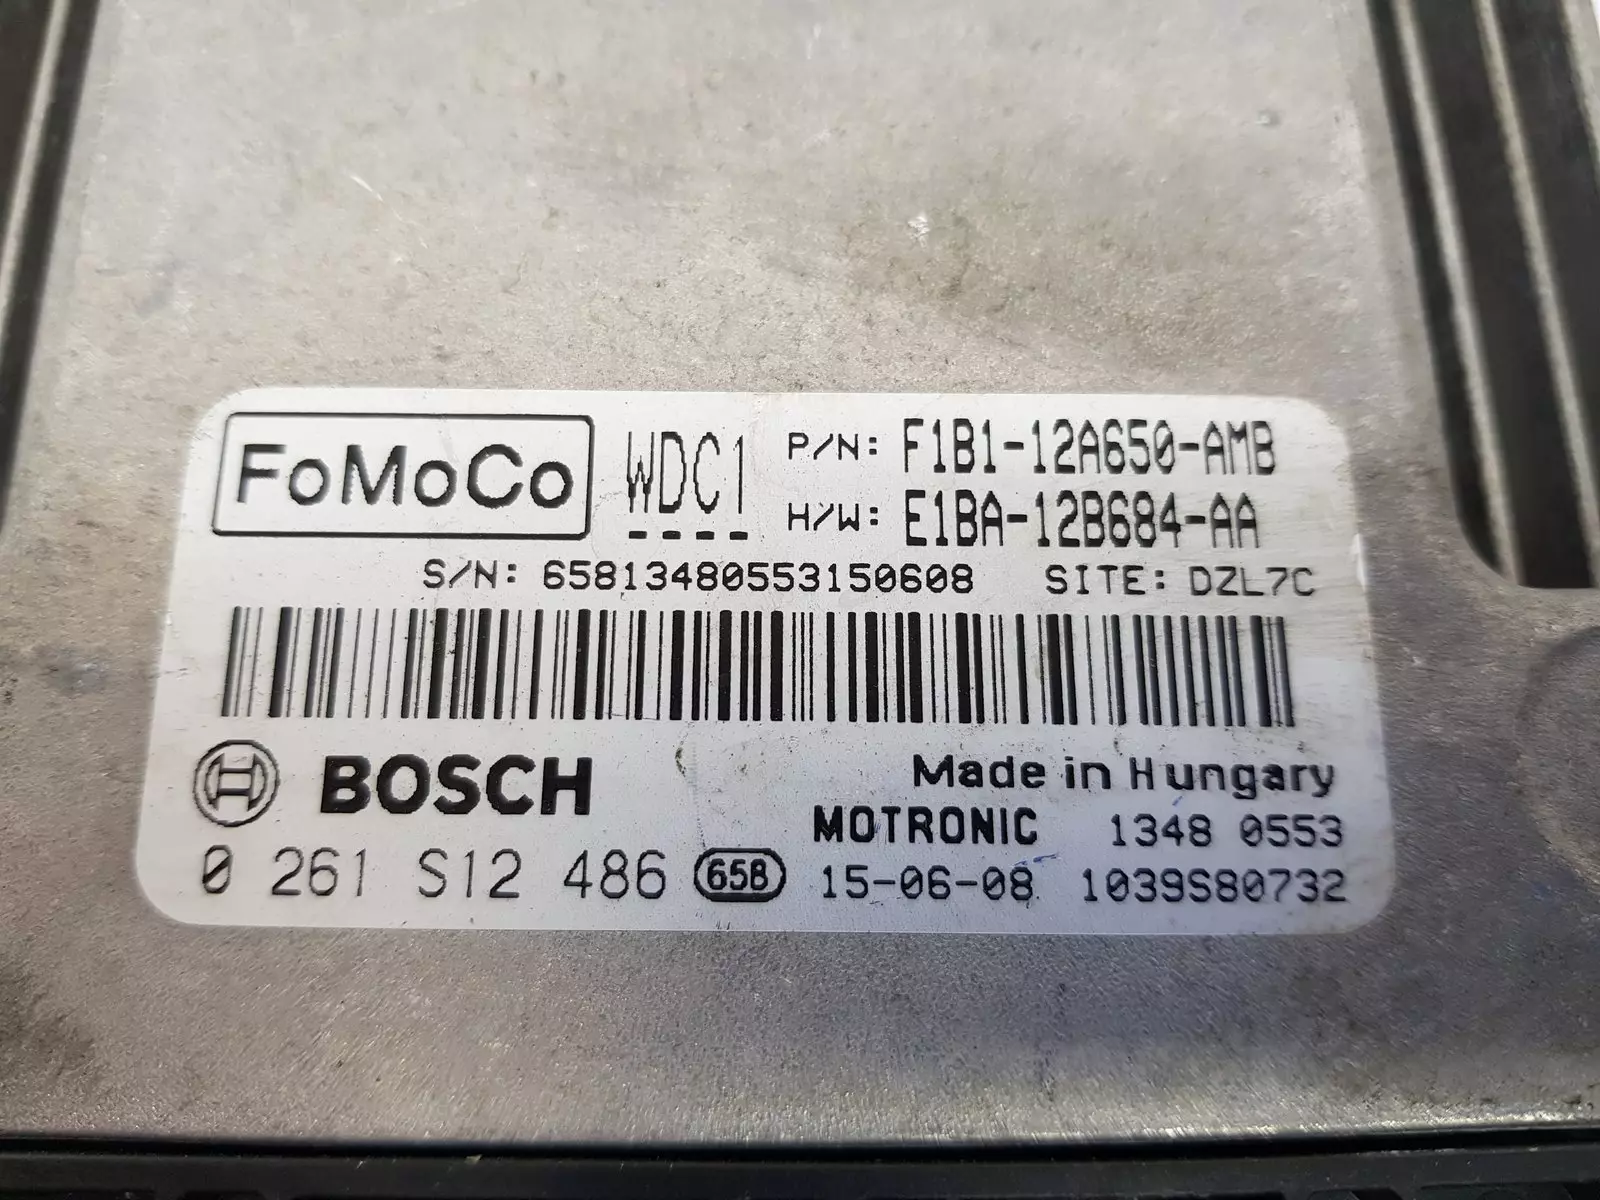 FoMoCo WDC1 P/N: F1B1-12A650-AMB
H/W: E1BA-12B684-AA
S/N: 65813480553150608 SITE: DZL7C
BOSCH Made in Hungary
MOTRONIC 1348 0553
0 261 S12 486 65B 15-06-08 1039S80732